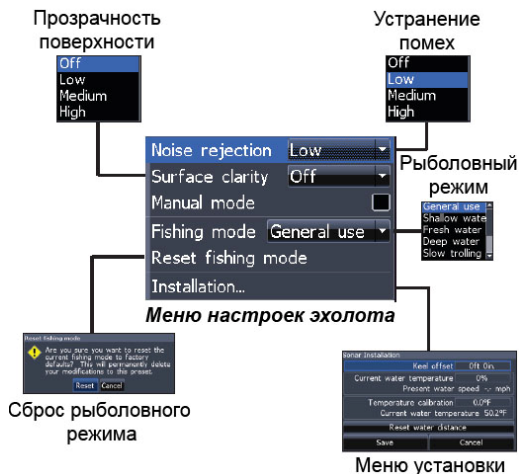 Прозрачность
поверхности
Off
Low
Medium
High
Устранение
помех
Off
Low
Medium
High
Noise rejection Low
Surface clarity Off
Manual mode
Fishing mode General use
Reset fishing mode
Installation...
Меню настроек эхолота
Рыболовный
режим
General use
Shallow wate
Fresh water
Deep water
Slow trolling
Reset fishing mode
Are you sure you want to reset the
current fishing mode to factory
defaults? This will permanently delete
your modifications to this preset.
Reset Cancel
Сброс рыболовного
режима
Sonar Installation
Keel offset 0ft 0in.
Current water temperature 0%
Present water speed -.- mph
Temperature calibration 0.0°F
Current water temperature 50.2°F
Reset water distance
Save Cancel
Меню установки